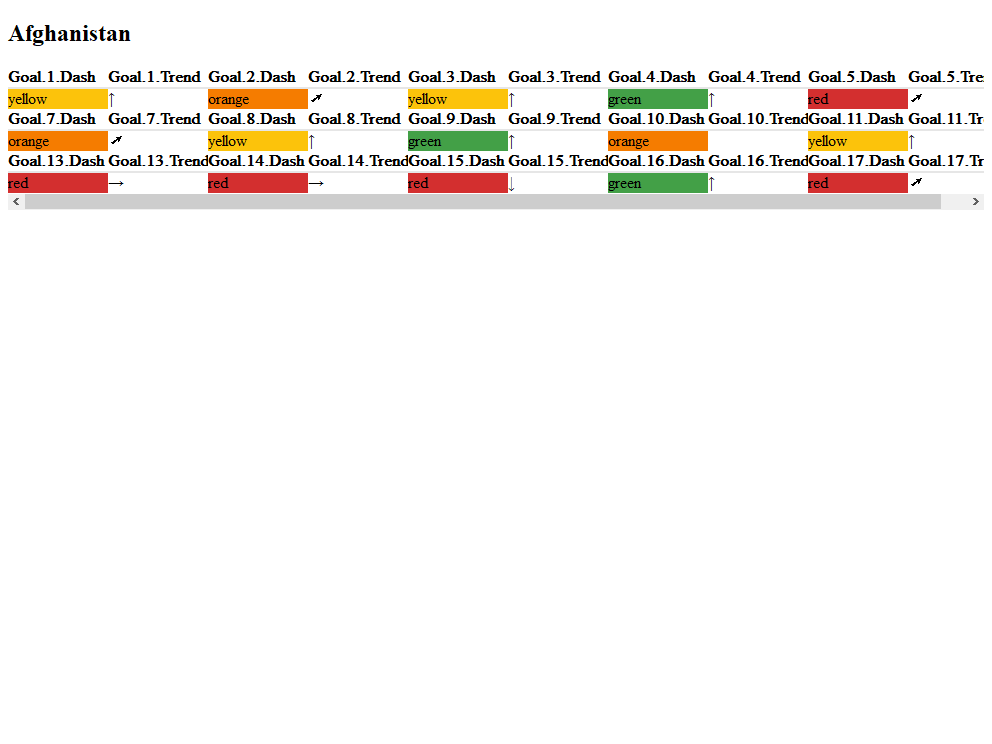 Afghanistan
Goal.1.Dash Goal.1.Trend Goal.2.Dash Goal.2.Trend Goal.3.Dash Goal.3.Trend Goal.4.Dash Goal.4.Trend Goal.5.Dash Goal.5.Tre
yellow ↑ orange ➚ yellow ↑ green ↑ red ➚
Goal.7.Dash Goal.7.Trend Goal.8.Dash Goal.8.Trend Goal.9.Dash Goal.9.Trend Goal.10.Dash Goal.10.Trend Goal.11.Dash Goal.11.Tr
orange ➚ yellow ↑ green ↑ orange yellow ↑
Goal.13.Dash Goal.13.Trend Goal.14.Dash Goal.14.Trend Goal.15.Dash Goal.15.Trend Goal.16.Dash Goal.16.Trend Goal.17.Dash Goal.17.T
red → red → red ↓ green ↑ red ➚